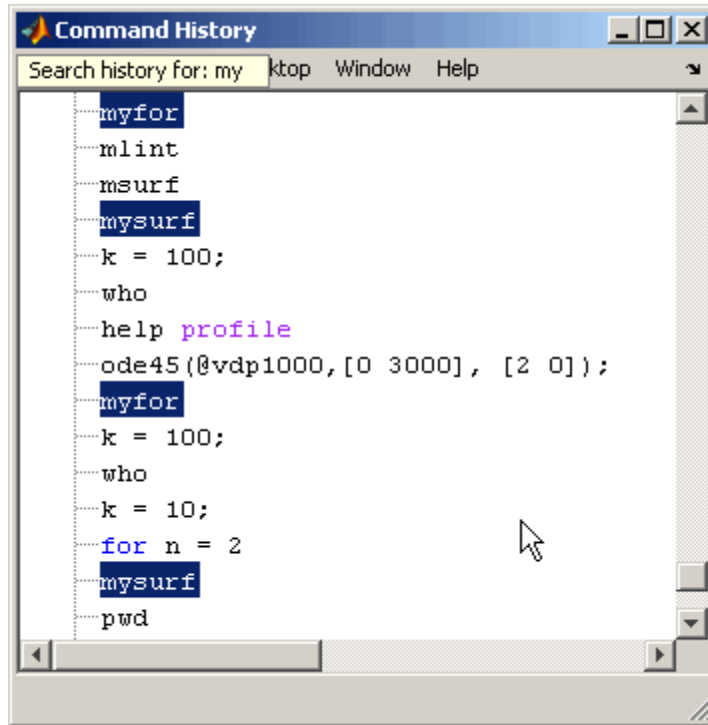 Command History
Search history for: my ktop Window Help
myfor
mlint
msurf
mysurf
k = 100;
who
help profile
ode45(@vdp1000,[0 3000], [2 0]);
myfor
k = 100;
who
k = 10;
for n = 2
mysurf
pwd